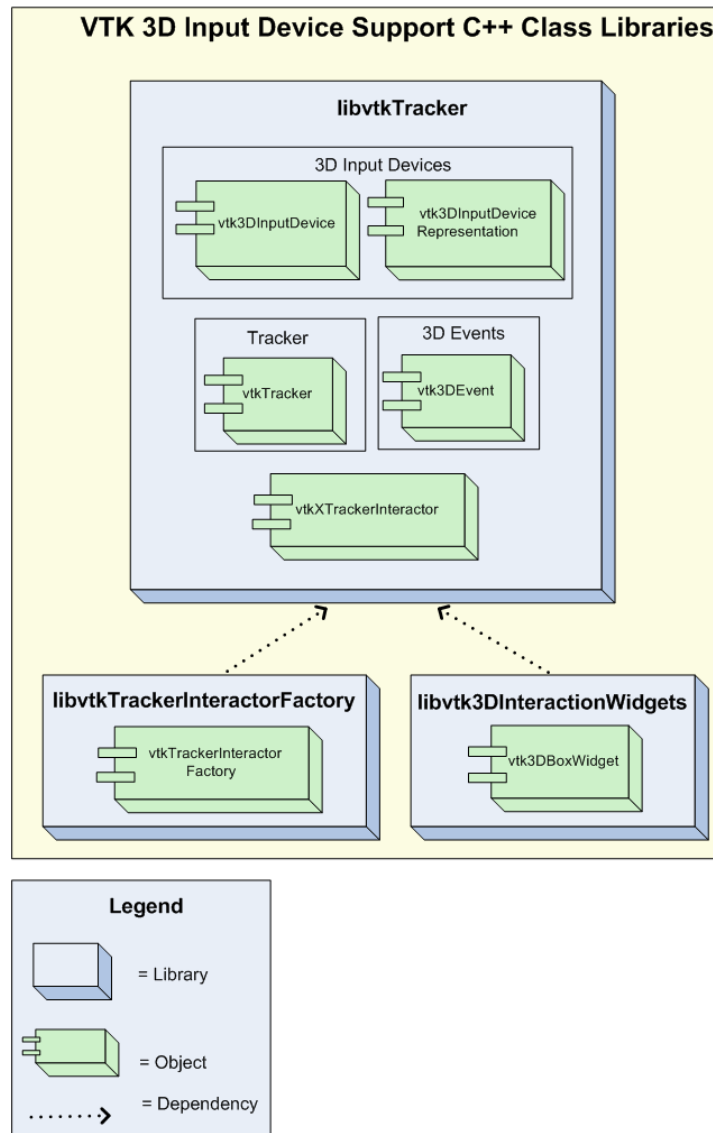 VTK 3D Input Device Support C++ Class Libraries
libvtkTracker
3D Input Devices
vtk3DInputDevice
vtk3DInputDevice
Representation
Tracker
vtkTracker
3D Events
vtk3DEvent
vtkXTrackerInteractor
libvtkTrackerInteractorFactory
vtkTrackerInteractor
Factory
libvtk3DInteractionWidgets
vtk3DBoxWidget
Legend
= Library
= Object
= Dependency